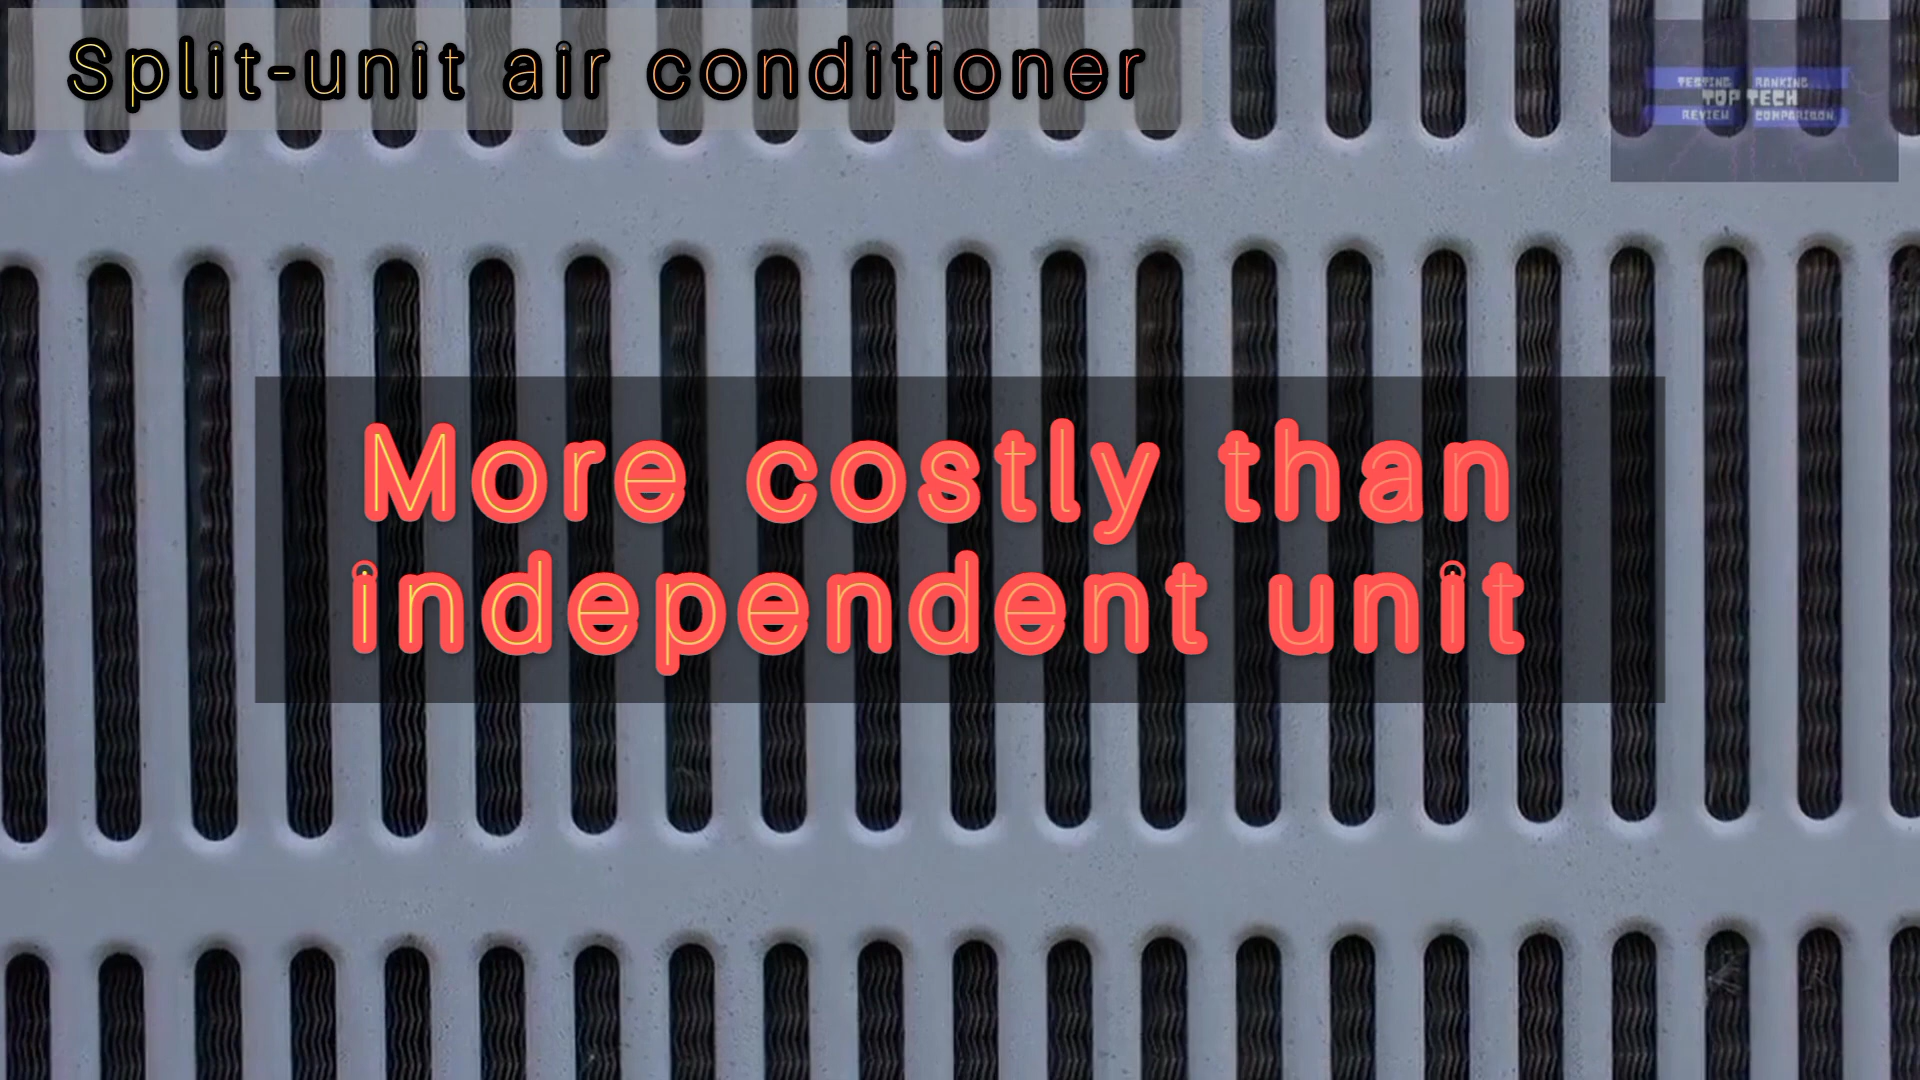 Split-unit air conditioner
TESTING RANKING
TOP TECH
REVIEW COMPARISON
More costly than
independent unit